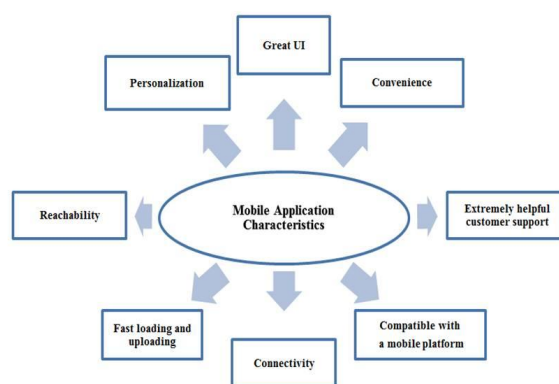 Great UI
Personalization
Convenience
Reachability
Mobile Application
Characteristics
Extremely helpful
customer support
Fast loading and
uploading
Connectivity
Compatible with
a mobile platform